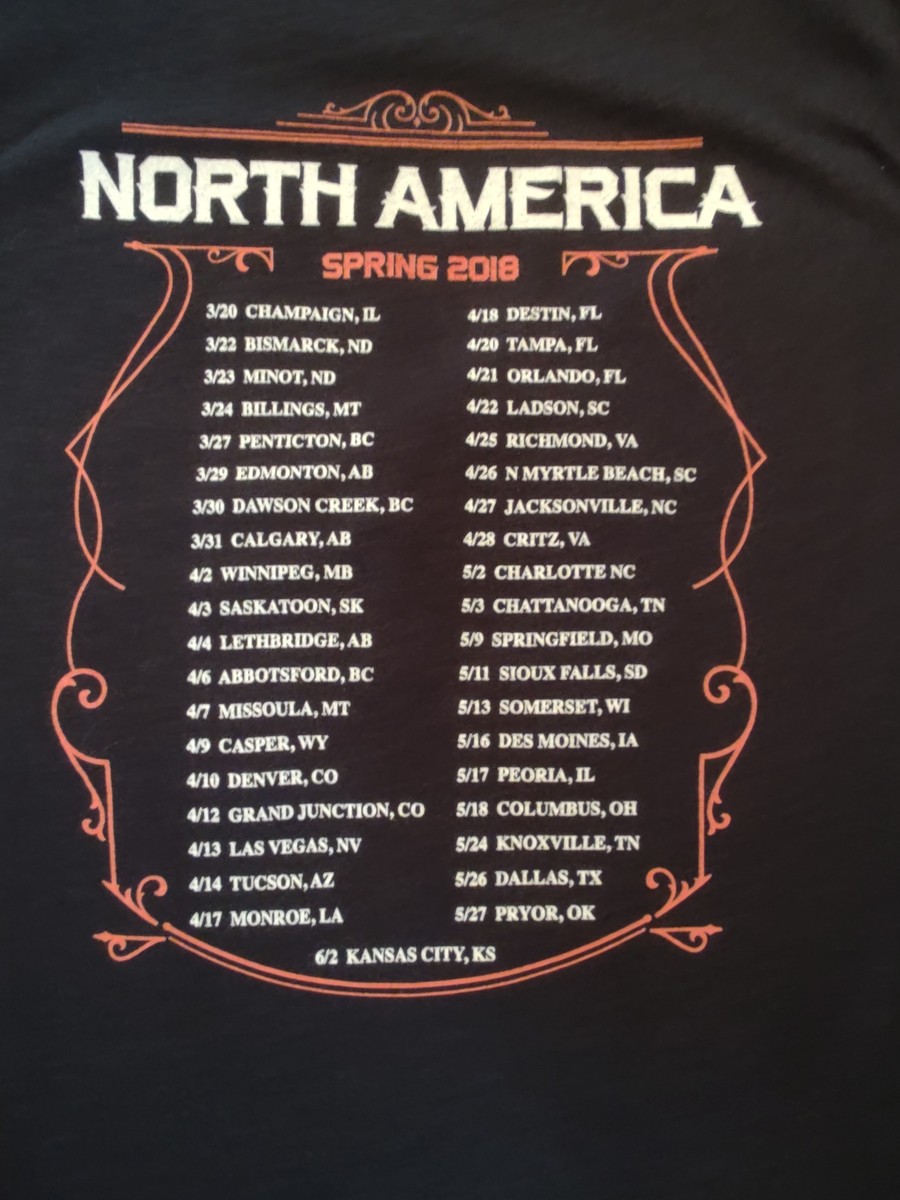 NORTH AMERICA
SPRING 2018
3/20 CHAMPAIGN, IL
3/22 BISMARCK, ND
3/23 MINOT, ND
3/24 BILLINGS, MT
3/27 PENTICTON, BC
3/29 EDMONTON, AB
3/30 DAWSON CREEK, BC
3/31 CALGARY, AB
4/2 WINNIPEG, MB
4/3 SASKATOON, SK
4/4 LETHBRIDGE, AB
4/6 ABBOTSFORD, BC
4/7 MISSOULA, MT
4/9 CASPER, WY
4/10 DENVER, CO
4/12 GRAND JUNCTION, CO
4/13 LAS VEGAS, NV
4/14 TUCSON, AZ
4/17 MONROE, LA
4/18 DESTIN, FL
4/20 TAMPA, FL
4/21 ORLANDO, FL
4/22 LADSON, SC
4/25 RICHMOND, VA
4/26 N MYRTLE BEACH, SC
4/27 JACKSONVILLE, NC
4/28 CRITZ, VA
5/2 CHARLOTTE NC
5/3 CHATTANOOGA, TN
5/9 SPRINGFIELD, MO
5/11 SIOUX FALLS, SD
5/13 SOMERSET, WI
5/16 DES MOINES, IA
5/17 PEORIA, IL
5/18 COLUMBUS, OH
5/24 KNOXVILLE, TN
5/26 DALLAS, TX
5/27 PRYOR, OK
6/2 KANSAS CITY, KS